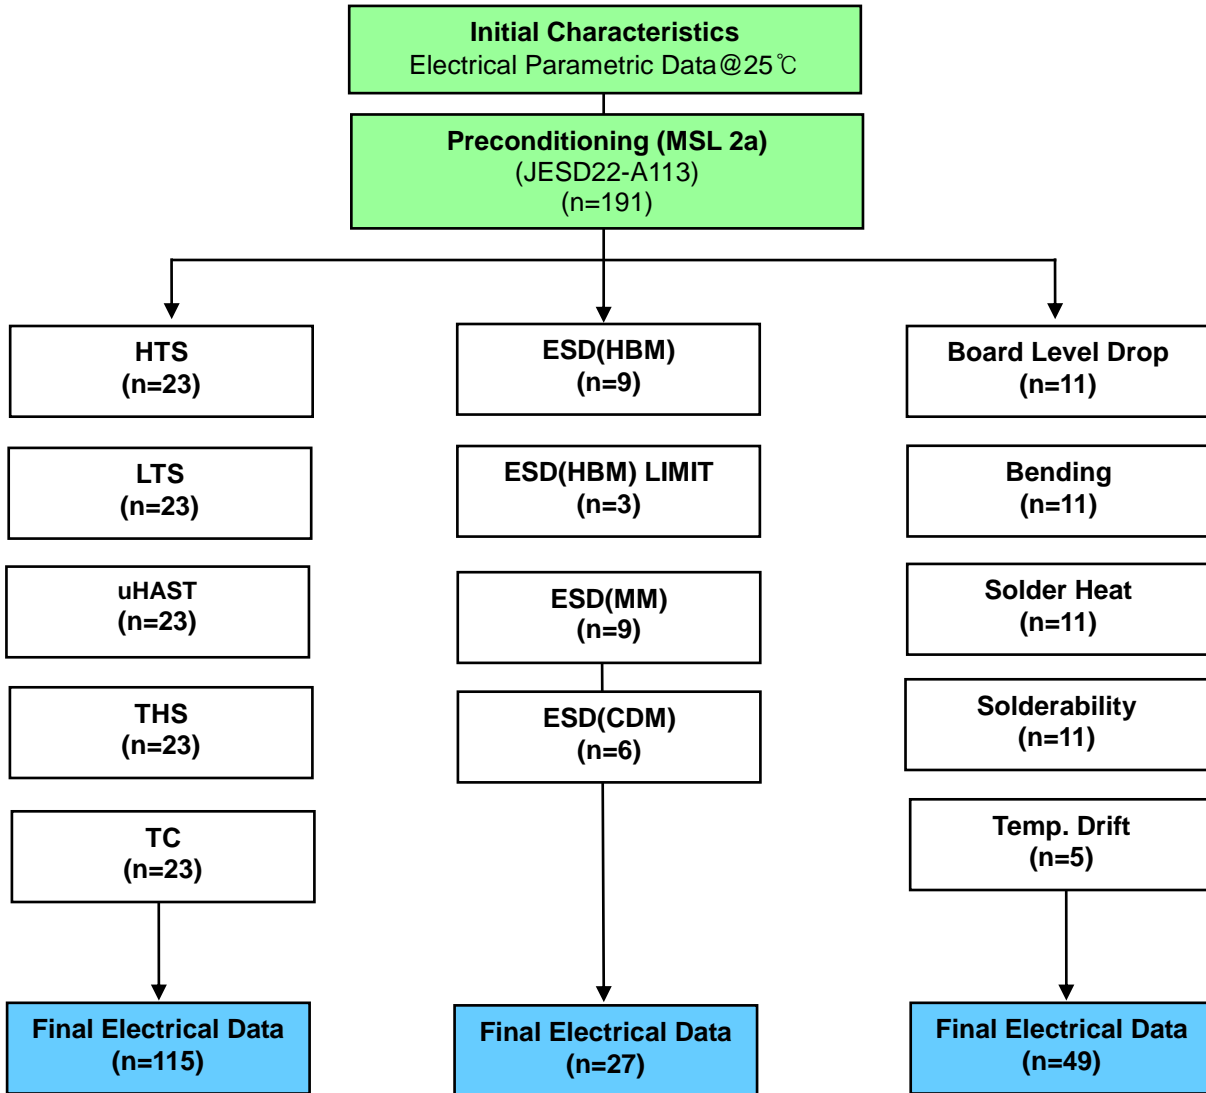 Initial Characteristics
Electrical Parametric Data@25℃
Preconditioning (MSL 2a)
(JESD22-A113)
(n=191)
HTS
(n=23)
LTS
(n=23)
uHAST
(n=23)
THS
(n=23)
TC
(n=23)
Final Electrical Data
(n=115)
ESD(HBM)
(n=9)
ESD(HBM) LIMIT
(n=3)
ESD(MM)
(n=9)
ESD(CDM)
(n=6)
Final Electrical Data
(n=27)
Board Level Drop
(n=11)
Bending
(n=11)
Solder Heat
(n=11)
Solderability
(n=11)
Temp. Drift
(n=5)
Final Electrical Data
(n=49)